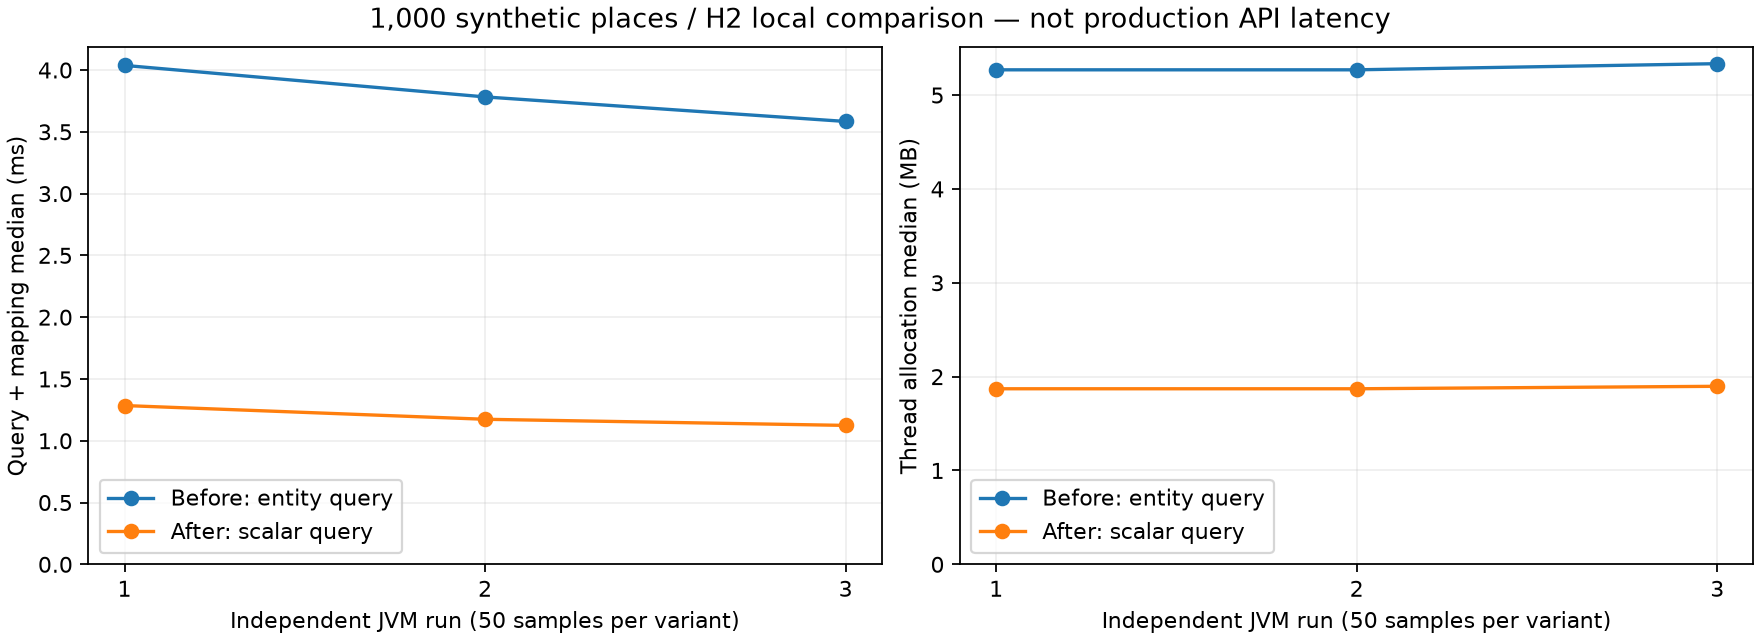 1,000 synthetic places / H2 local comparison — not production API latency
Query + mapping median (ms)
4.0
3.5
3.0
2.5
2.0
1.5
1.0
0.5
0.0
Before: entity query
After: scalar query
1
2
3
Independent JVM run (50 samples per variant)
Thread allocation median (MB)
5
4
3
2
1
0
Before: entity query
After: scalar query
1
2
3
Independent JVM run (50 samples per variant)